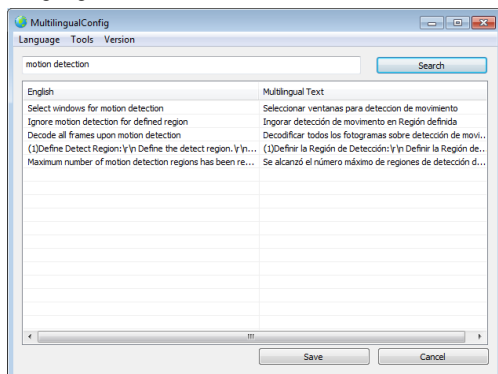 MultilingualConfig
Language Tools Version
motion detection Search
English Multilingual Text
Select windows for motion detection Seleccionar ventanas para deteccion de movimiento
Ignore motion detection for defined region Ingorar detección de movimento en Región definida
Decode all frames upon motion detection Decodificar todos los fotogramas sobre detección de movi..
(1)Define Detect Region:\r\n Define the detect region.\r\n... (1)Definir la Región de Detección:\r\n Definir la Región de..
Maximum number of motion detection regions has been re... Se alcanzó el número máximo de regiones de detección d...
Save Cancel